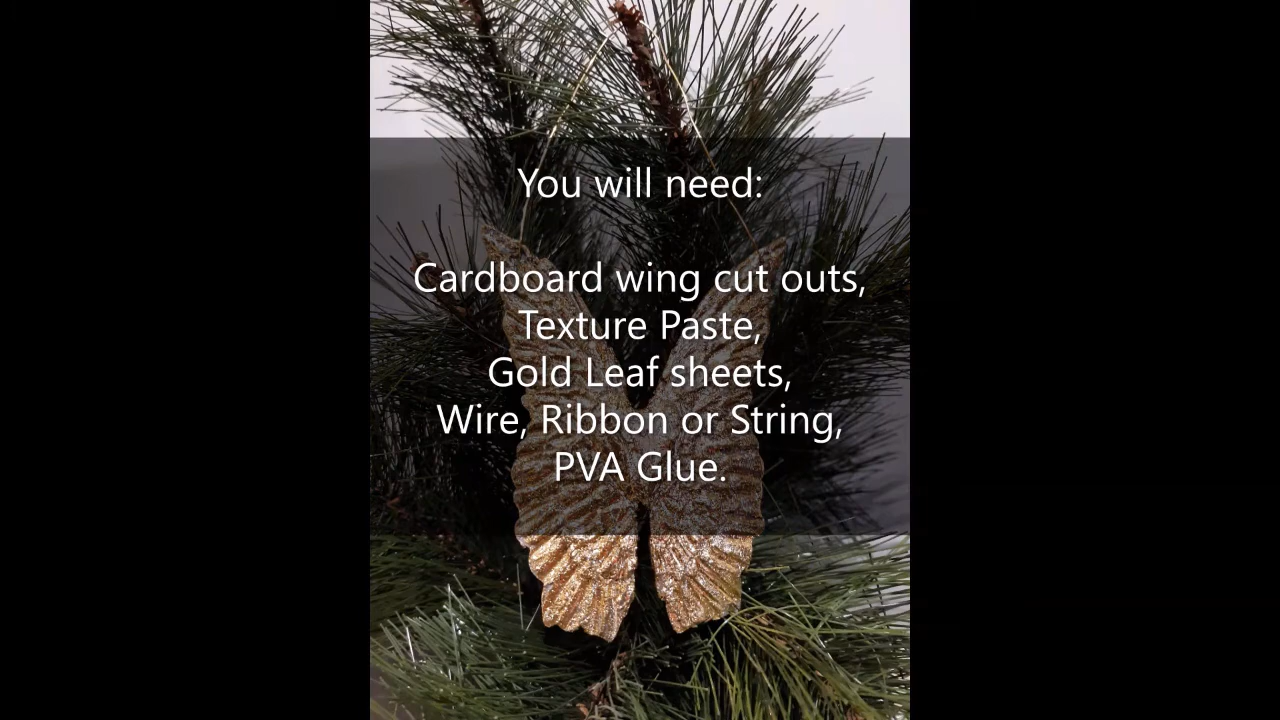 You will need:
Cardboard wing cut outs,
Texture Paste,
Gold Leaf sheets,
Wire, Ribbon or String,
PVA Glue.